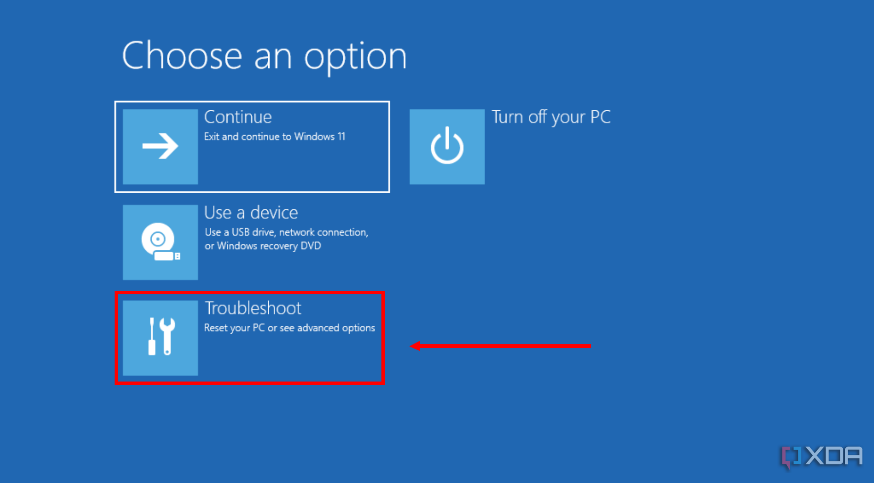 Choose an option
Continue
Exit and continue to Windows 11
Turn off your PC
Use a device
Use a USB drive, network connection,
or Windows recovery DVD
Troubleshoot
Reset your PC or see advanced options
XDA